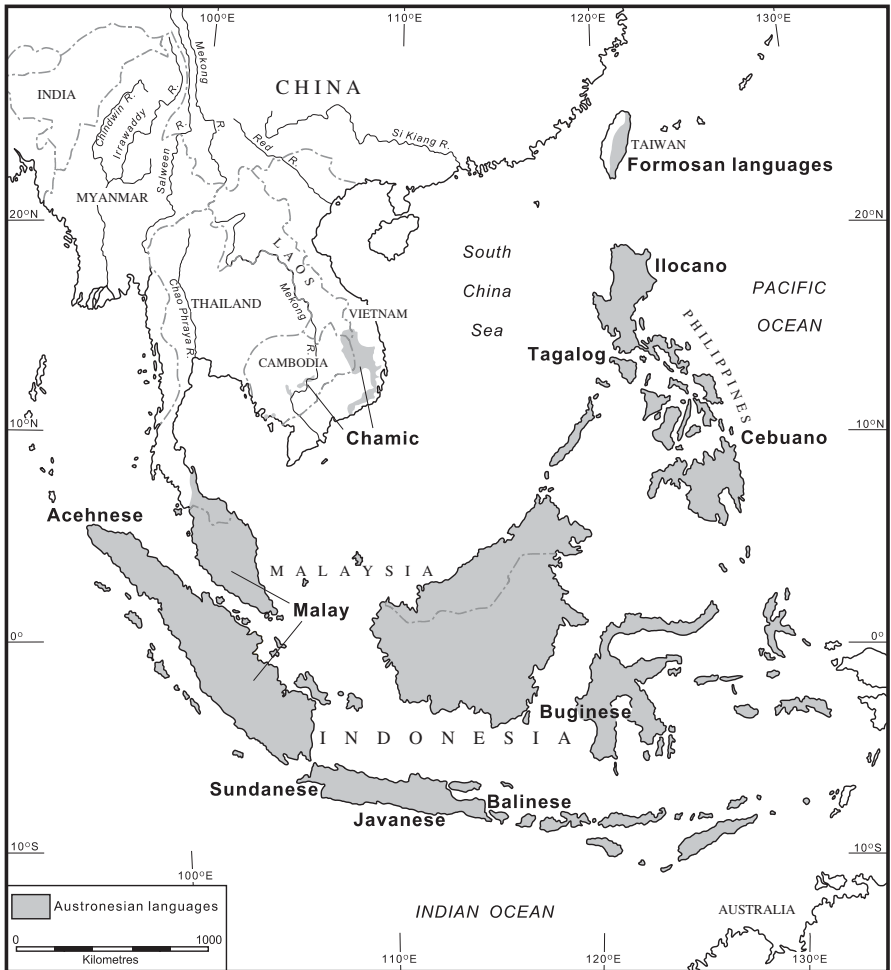 100°E
110°E
120°E
130°E
INDIA
CHINA
Mekong
R.
Chindwin R.
Irrawaddy
R.
Salween
R.
Red
R.
Si Kiang R.
TAIWAN
Formosan languages
MYANMAR
20°N
20°N
LAOS
South
China
Sea
Ilocano
PACIFIC
OCEAN
THAILAND
Chao Phraya R.
Mekong
R.
VIETNAM
PHILIPPINES
CAMBODIA
Tagalog
10°N
10°N
Chamic
Cebuano
Acehnese
MALAYSIA
Malay
0°
0°
Buginese
INDONESIA
Sundanese
Balinese
Javanese
10°S
10°S
100°E
Austronesian languages
INDIAN OCEAN
AUSTRALIA
0
1000
Kilometres
110°E
120°E
130°E